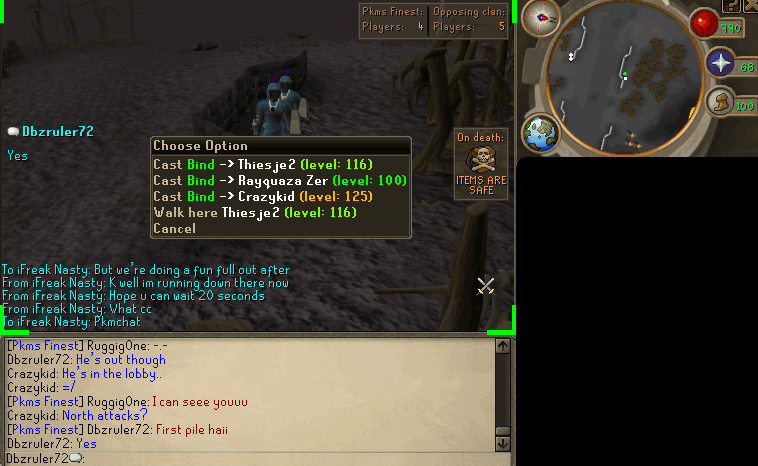 Pkms Finest: Opposing clan:
Players: 4 Players: 5
N
?
990
68
100
Dbzruler72
Yes
On death:
ITEMS ARE
SAFE
Choose Option
Cast Bind -> Thiesje2 (level: 116)
Cast Bind -> Rayquaza Zer (level: 100)
Cast Bind -> Crazykid (level: 125)
Walk here Thiesje2 (level: 116)
Cancel
To iFreak Nasty: But we're doing a fun full out after
From iFreak Nasty: K well im running down there now
From iFreak Nasty: Hope u can wait 20 seconds
From iFreak Nasty: What cc
To iFreak Nasty: Pkmchat
[Pkms Finest] RuggigOne: -.-
Dbzruler72: He's out though
Crazykid: He's in the lobby..
Crazykid: =/
[Pkms Finest] RuggigOne: I can seee youuu
Crazykid: North attacks?
[Pkms Finest] Dbzruler72: First pile haii
Dbzruler72: Yes
Dbzruler72: